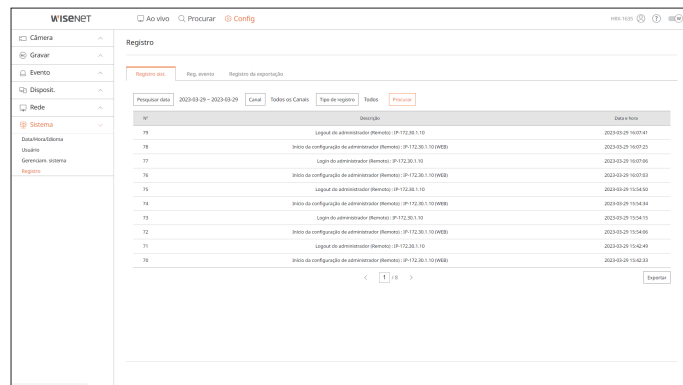 WISENET
Ao vivo Procurar Config
HRX-1635
Câmera
Gravar
Evento
Disposit.
Rede
Sistema
Data/Hora/Idioma
Usuário
Gerenciam. sistema
Registro
Registro
Registro sist. Reg. evento Registro da exportação
Pesquisar data 2023-03-29 ~ 2023-03-29 Canal Todos os Canais Tipo de registro Todos Procurar
Nº Descrição Data e hora
79 Logout do administrador (Remoto) : IP-172.30.1.10 2023-03-29 16:07:41
78 Início da configuração de administrador (Remoto) : IP-172.30.1.10 (WEB) 2023-03-29 16:07:25
77 Login do administrador (Remoto) : IP-172.30.1.10 2023-03-29 16:07:06
76 Início da configuração de administrador (Remoto) : IP-172.30.1.10 (WEB) 2023-03-29 16:07:03
75 Logout do administrador (Remoto) : IP-172.30.1.10 2023-03-29 15:54:50
74 Início da configuração de administrador (Remoto) : IP-172.30.1.10 (WEB) 2023-03-29 15:54:34
73 Login do administrador (Remoto) : IP-172.30.1.10 2023-03-29 15:54:15
72 Início da configuração de administrador (Remoto) : IP-172.30.1.10 (WEB) 2023-03-29 15:54:06
71 Logout do administrador (Remoto) : IP-172.30.1.10 2023-03-29 15:42:49
70 Início da configuração de administrador (Remoto) : IP-172.30.1.10 (WEB) 2023-03-29 15:42:33
< 1 / 8 >
Exportar